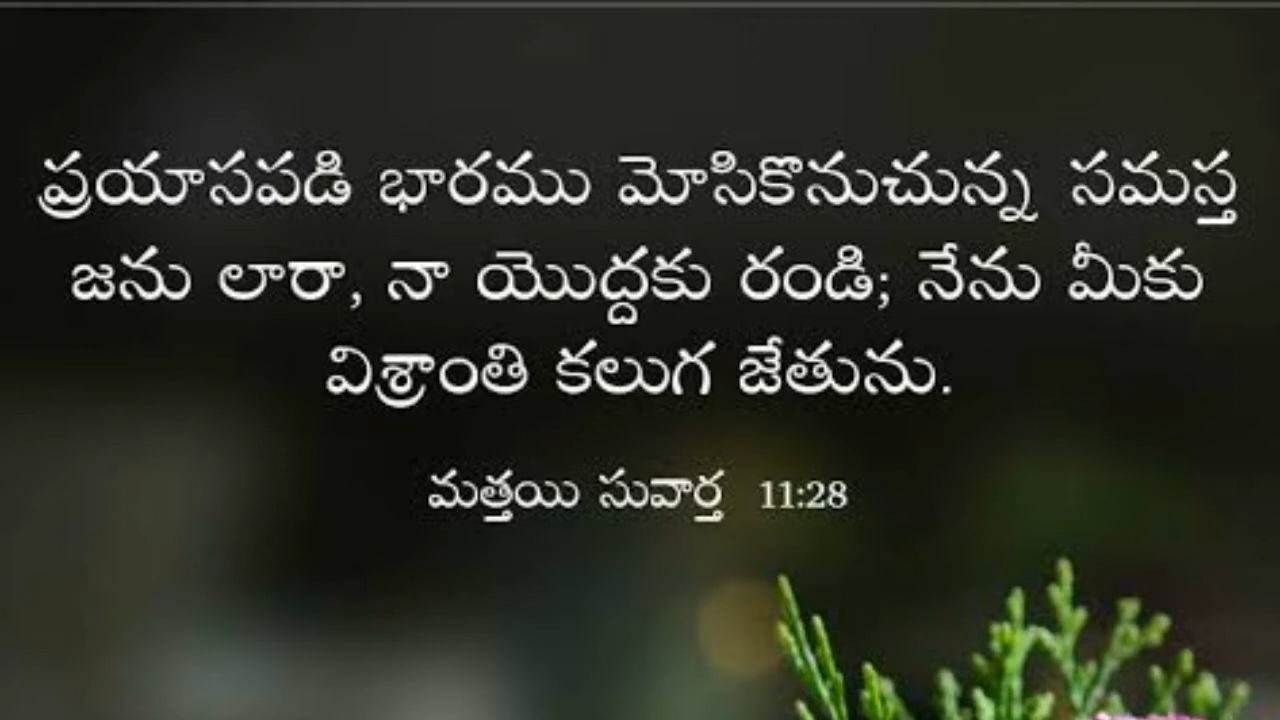 ప్రయాసపడి భారము మోసికొనుచున్న సమస్త
జను లారా, నా యొద్దకు రండి; నేను మీకు
విశ్రాంతి కలుగ జేతును.
మత్తయి సువార్త 11:28